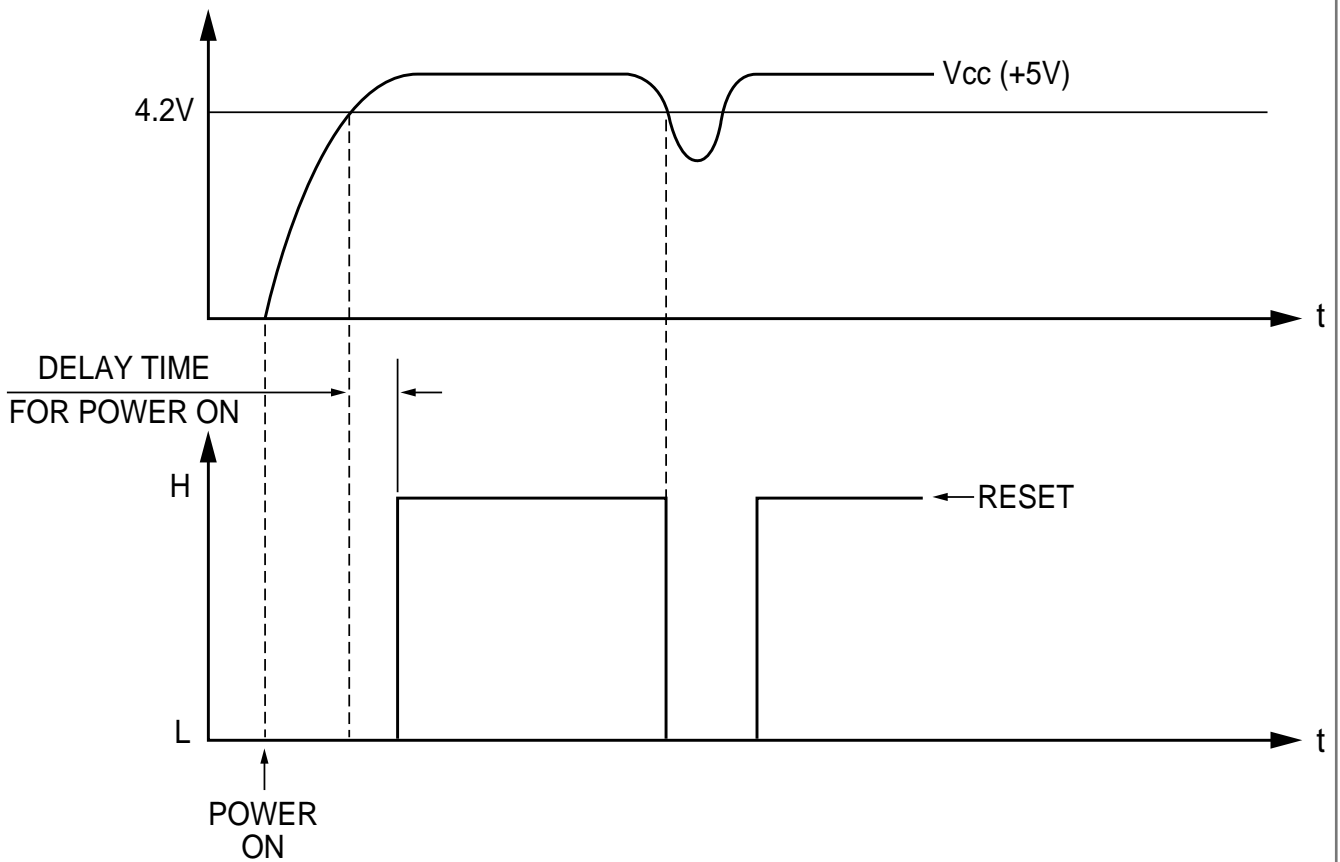 Vcc (+5V)
4.2V
t
DELAY TIME
FOR POWER ON
H
RESET
L
t
POWER
ON